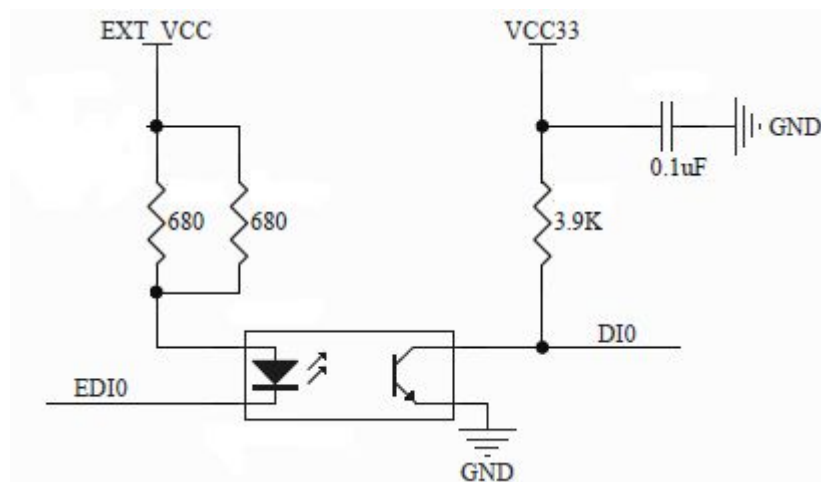 EXT_VCC
VCC33
GND
0.1uF
680
680
3.9K
DI0
EDI0
GND